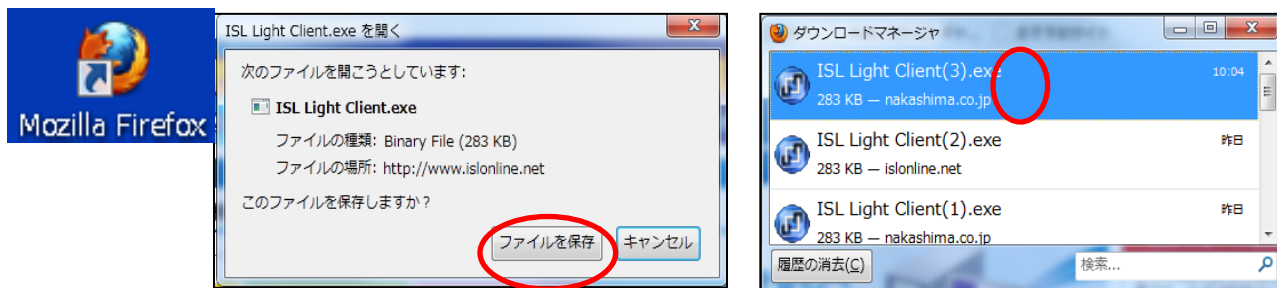 Mozilla Firefox
ISL Light Client.exe を開く
次のファイルを開こうとしています:
ISL Light Client.exe
ファイルの種類: Binary File (283 KB)
ファイルの場所: http://www.islonline.net
このファイルを保存しますか?
ファイルを保存 キャンセル
ダウンロードマネージャ
ISL Light Client(3).exe 10:04
283 KB — nakashima.co.jp
ISL Light Client(2).exe 昨日
283 KB — islonline.net
ISL Light Client(1).exe 昨日
283 KB — nakashima.co.jp
履歴の消去(C) 検索...